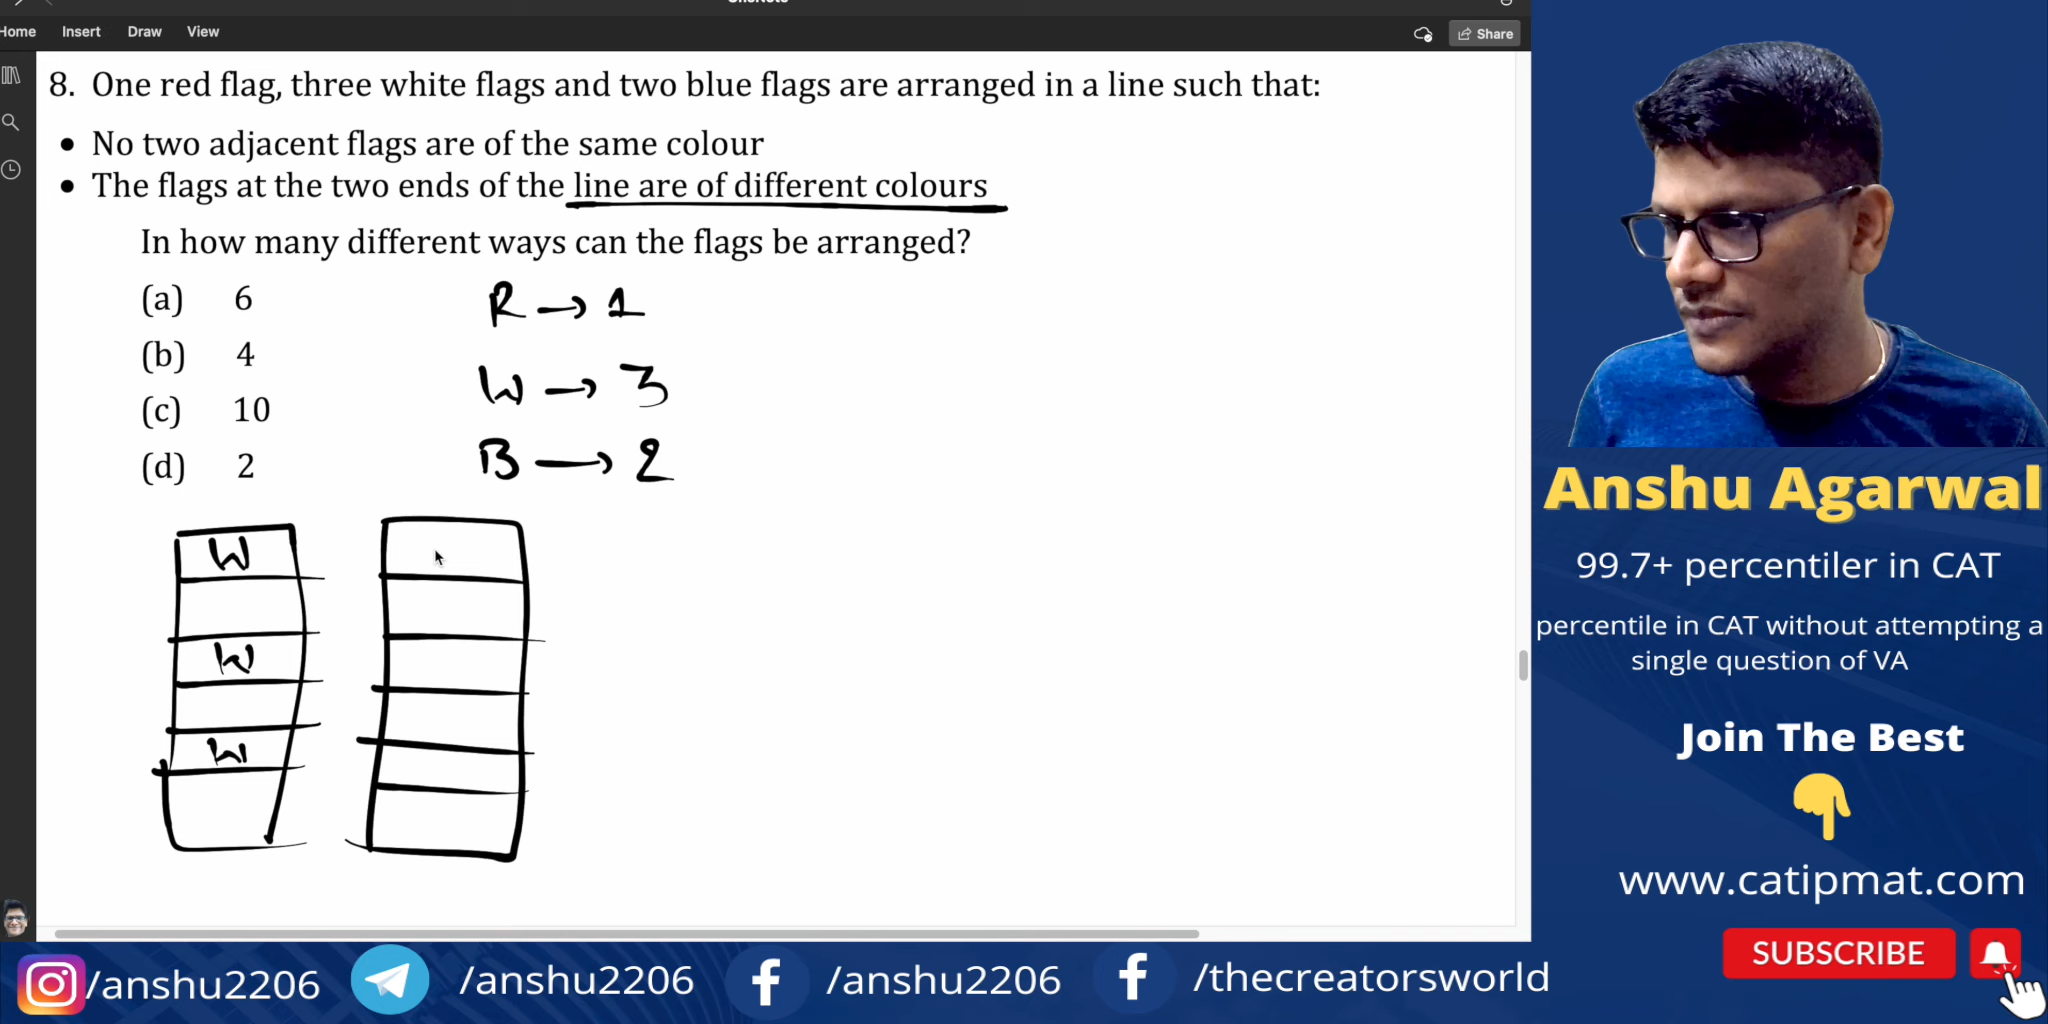 Home Insert Draw View
Share
8. One red flag, three white flags and two blue flags are arranged in a line such that:
• No two adjacent flags are of the same colour
• The flags at the two ends of the line are of different colours
In how many different ways can the flags be arranged?
(a) 6
(b) 4
(c) 10
(d) 2
R → 1
W → 3
B → 2
W
W
W
Anshu Agarwal
99.7+ percentiler in CAT
percentile in CAT without attempting a
single question of VA
Join The Best
www.catipmat.com
SUBSCRIBE
/anshu2206 /anshu2206 /anshu2206 /thecreatorsworld